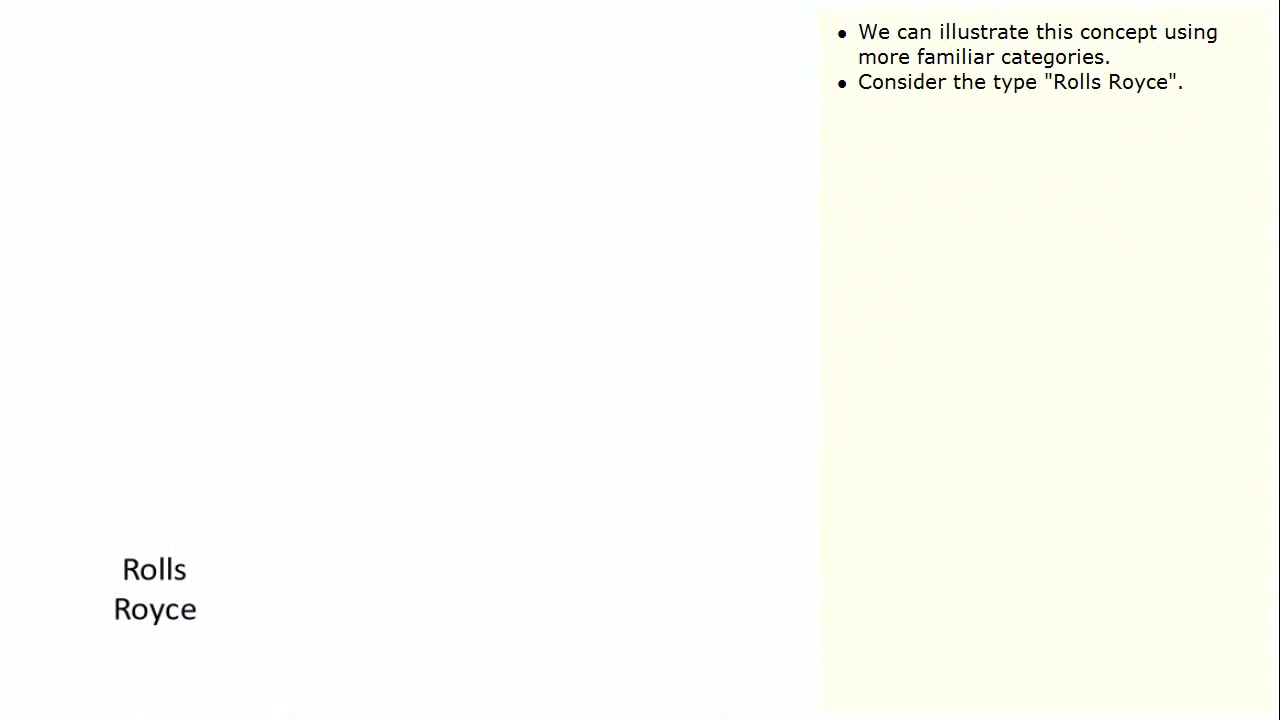 • We can illustrate this concept using
more familiar categories.
• Consider the type "Rolls Royce".
Rolls
Royce